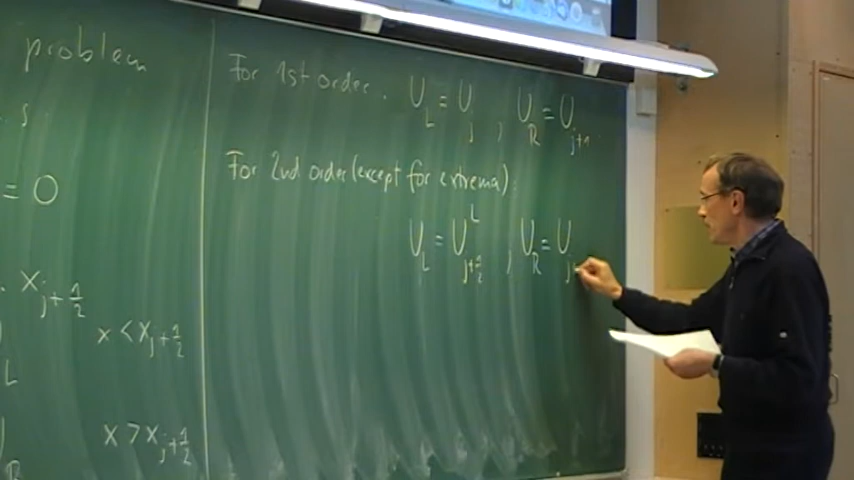 problem
s
= 0
. x_{j+1/2}
x < x_{j+1/2}
L
x > x_{j+1/2}
R
For 1st order. U_L = U_j , U_R = U_{j+1}
For 2nd order (except for extrema):
U_L = U^L_{j+1/2} ; U_R = U_j